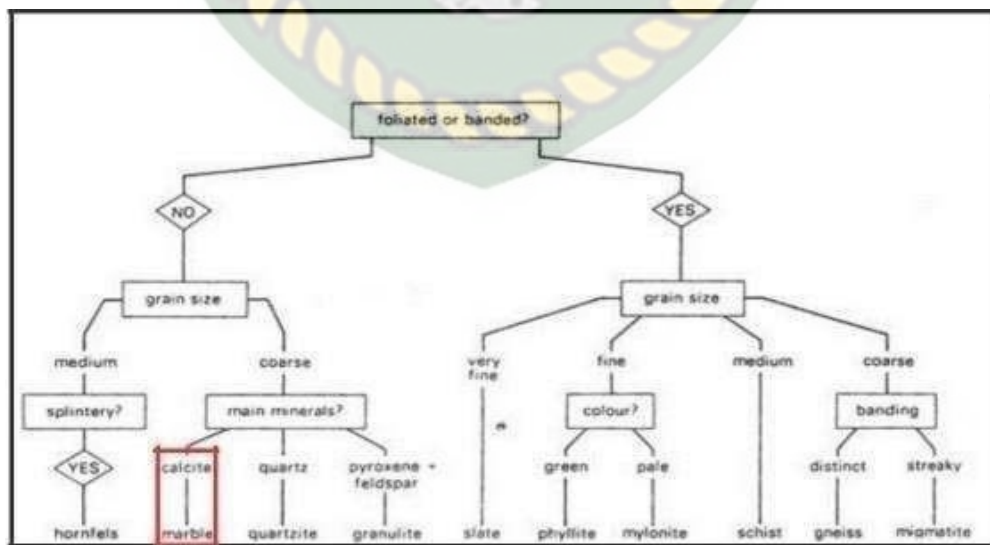 foliated or banded?
NO
YES
grain size
grain size
medium
coarse
very
fine
fine
medium
coarse
splintery?
main minerals?
colour?
banding
YES
calcite
quartz
pyroxene +
feldspar
green
pale
distinct
streaky
hornfels
marble
quartzite
granulite
slate
phyllite
mylonite
schist
gneiss
migmatite